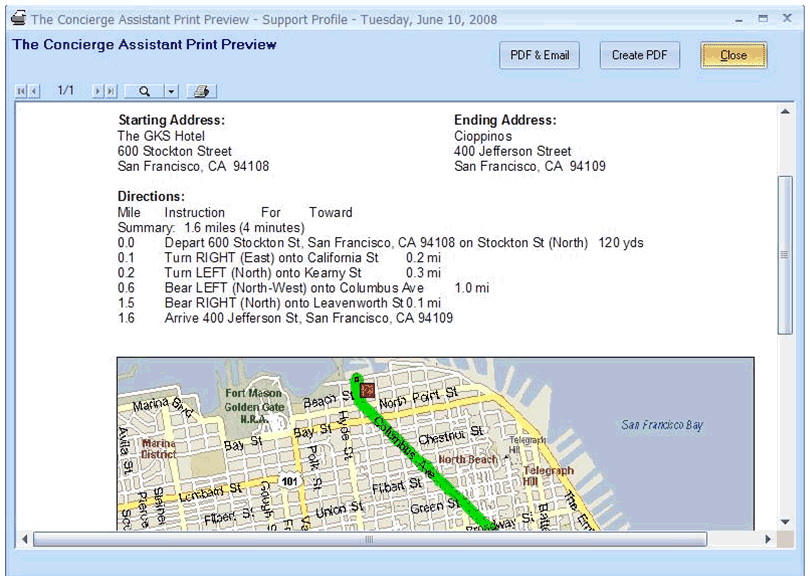 The Concierge Assistant Print Preview - Support Profile - Tuesday, June 10, 2008
The Concierge Assistant Print Preview
PDF & Email
Create PDF
Close
1/1
Starting Address: Ending Address:
The GKS Hotel Cioppinos
600 Stockton Street 400 Jefferson Street
San Francisco, CA 94108 San Francisco, CA 94109
Directions:
Mile Instruction For Toward
Summary: 1.6 miles (4 minutes)
0.0 Depart 600 Stockton St, San Francisco, CA 94108 on Stockton St (North) 120 yds
0.1 Turn RIGHT (East) onto California St 0.2 mi
0.2 Turn LEFT (North) onto Kearny St 0.3 mi
0.6 Bear LEFT (North-West) onto Columbus Ave 1.0 mi
1.5 Bear RIGHT (North) onto Leavenworth St 0.1 mi
1.6 Arrive 400 Jefferson St, San Francisco, CA 94109
Fort Mason
Golden Gate
N.R.A.
Marina Blvd
Beach St
North Point St
San Francisco Bay
Bay St
Bay St
Hyde St
Columbus Ave
Chestnut St
Telegraph
Hill
Avila St
Marina
District
Polk St
North Beach
Telegraph
Hill
101
Lombard St
Filbert St
Filbert St
Union St
Green St
Broadway St